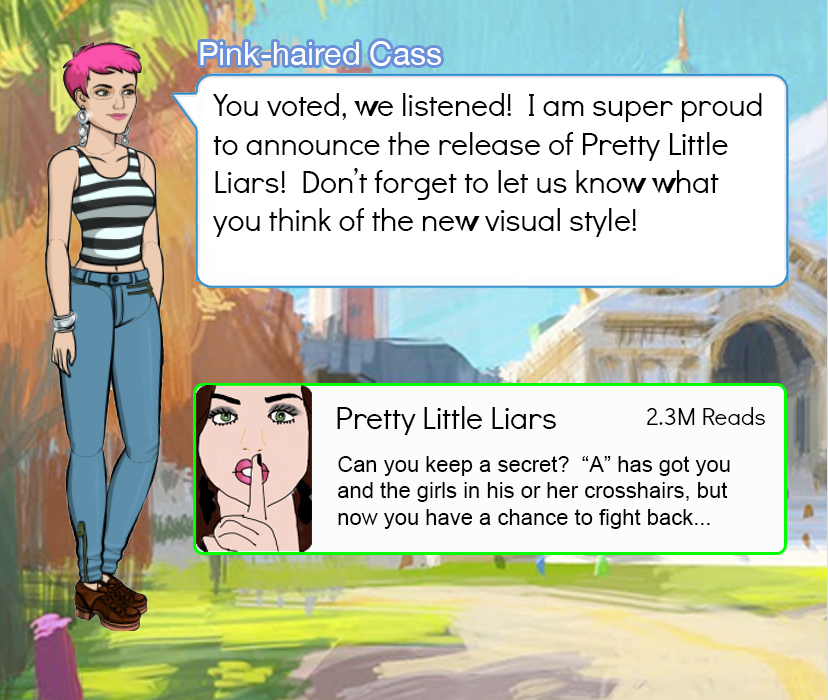 Pink-haired Cass
You voted, we listened!  I am super proud
to announce the release of Pretty Little
Liars!  Don't forget to let us know what
you think of the new visual style!
Pretty Little Liars
2.3M Reads
Can you keep a secret?  “A” has got you
and the girls in his or her crosshairs, but
now you have a chance to fight back...